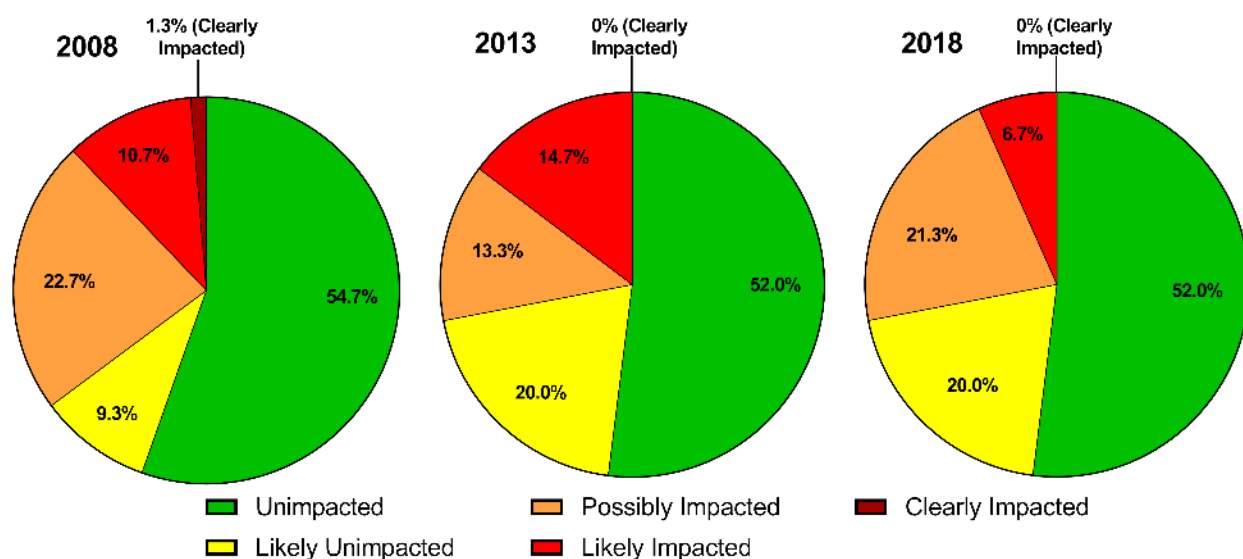 2008
1.3% (Clearly
Impacted)
10.7%
22.7%
54.7%
9.3%
2013
0% (Clearly
Impacted)
14.7%
13.3%
52.0%
20.0%
2018
0% (Clearly
Impacted)
6.7%
21.3%
52.0%
20.0%
Unimpacted
Possibly Impacted
Clearly Impacted
Likely Unimpacted
Likely Impacted